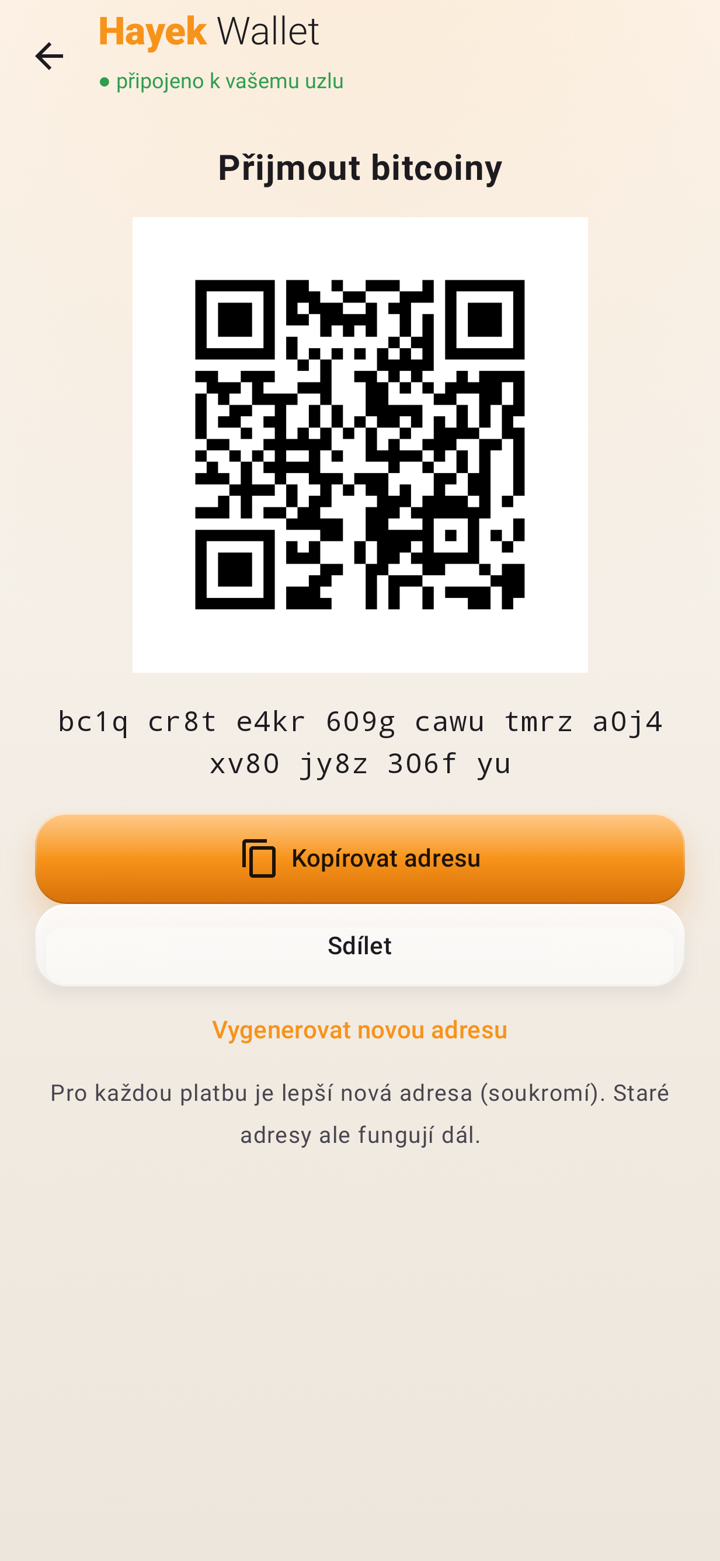 Hayek Wallet
● připojeno k vašemu uzlu
Přijmout bitcoiny
bc1q cr8t e4kr 609g cawu tmrz a0j4
xv80 jy8z 306f yu
Kopírovat adresu
Sdílet
Vygenerovat novou adresu
Pro každou platbu je lepší nová adresa (soukromí). Staré
adresy ale fungují dál.